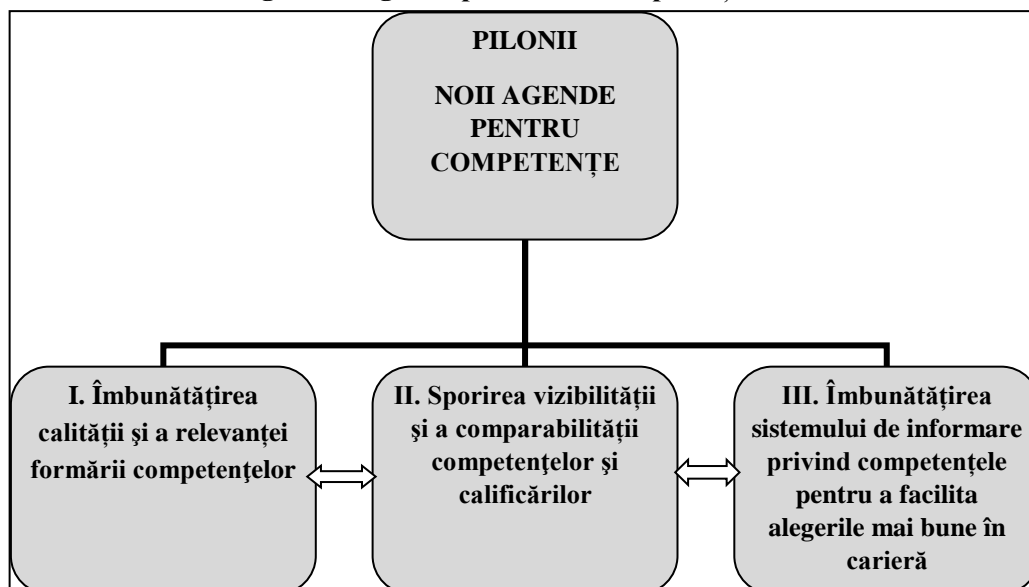 PILONII
NOII AGENDE
PENTRU
COMPETENȚE
I. Îmbunătățirea
calității şi a relevanței
formării competenţelor
II. Sporirea vizibilității
şi a comparabilității
competenţelor şi
calificărilor
III. Îmbunătățirea
sistemului de informare
privind competențele
pentru a facilita
alegerile mai bune în
carieră